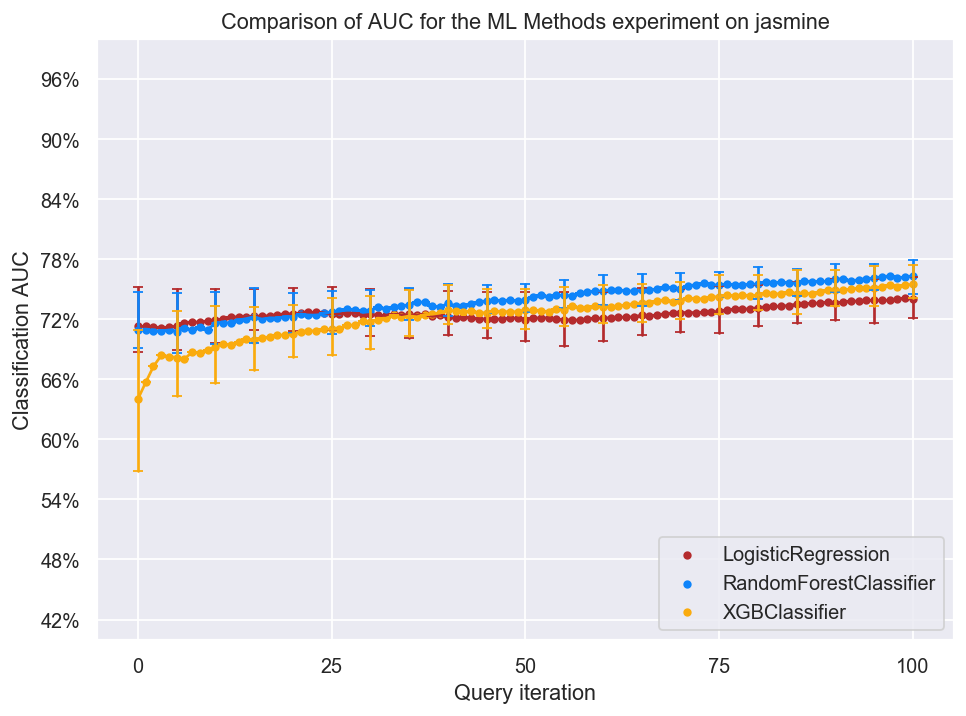 Comparison of AUC for the ML Methods experiment on jasmine
Classification AUC
96%
90%
84%
78%
72%
66%
60%
54%
48%
42%
0
25
50
75
100
Query iteration
LogisticRegression
RandomForestClassifier
XGBClassifier